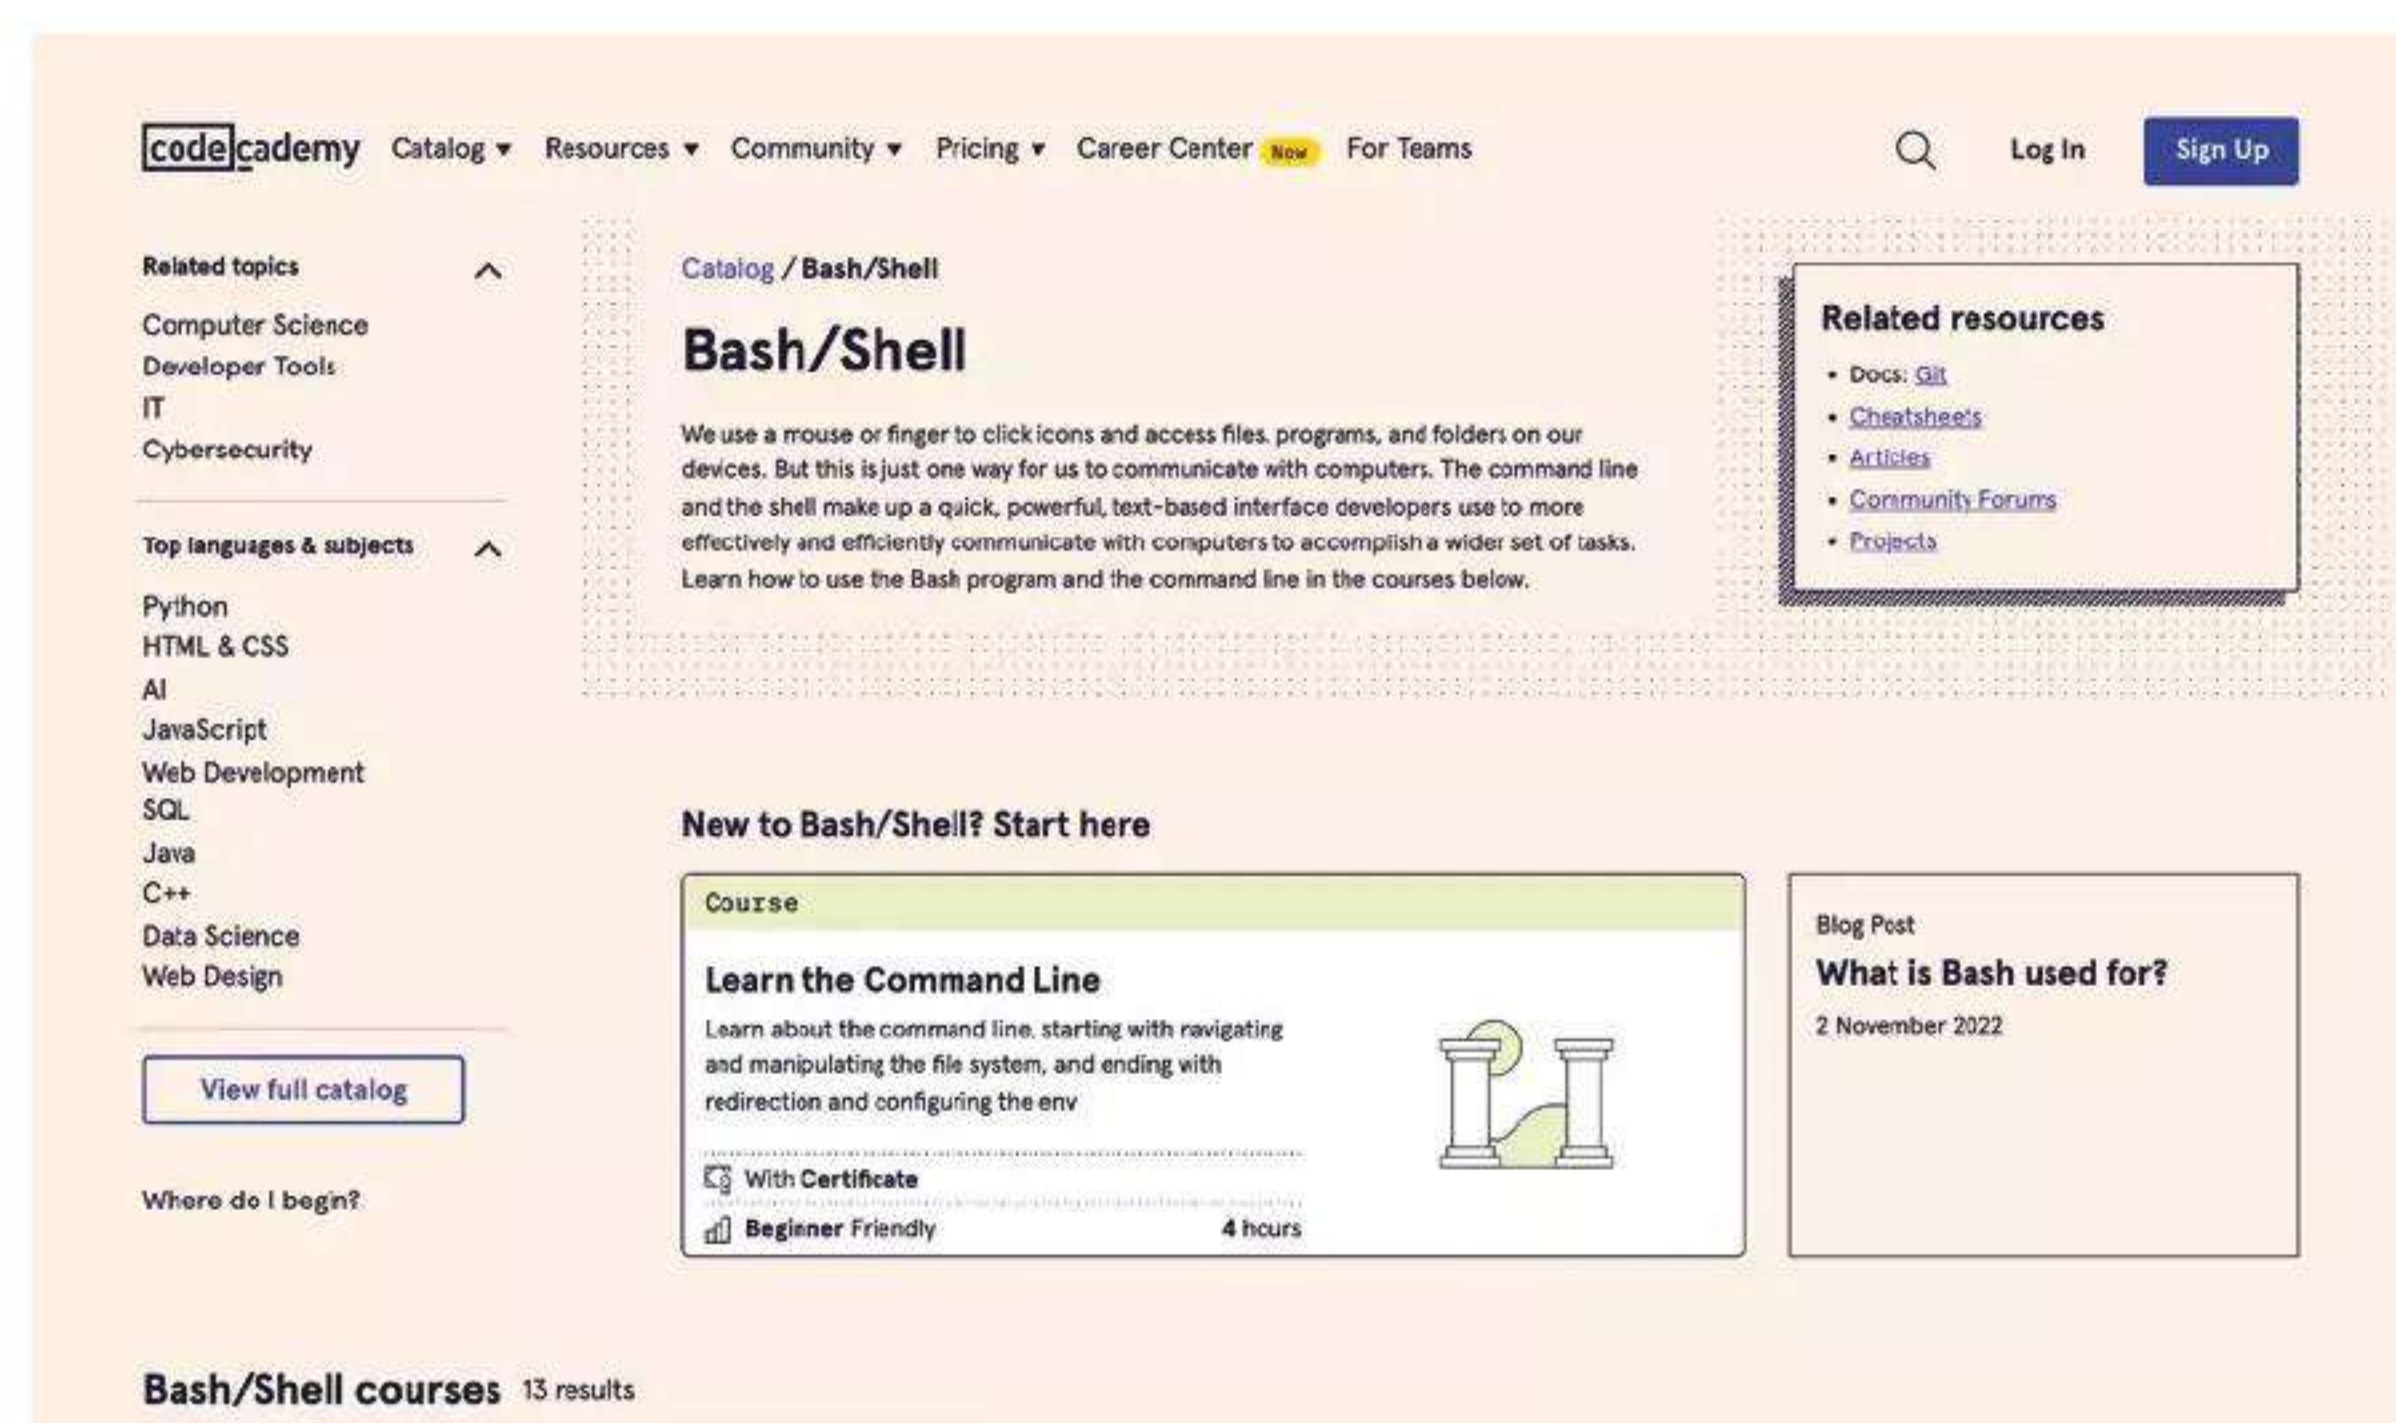 codecademy Catalog Resources Community Pricing Career Center New For Teams Log In Sign Up
Related topics
Computer Science
Developer Tools
IT
Cybersecurity
Top languages & subjects
Python
HTML & CSS
AI
JavaScript
Web Development
SQL
Java
C++
Data Science
Web Design
View full catalog
Where do I begin?
Catalog / Bash/Shell
Bash/Shell
We use a mouse or finger to click icons and access files, programs, and folders on our
devices. But this is just one way for us to communicate with computers. The command line
and the shell make up a quick, powerful, text-based interface developers use to more
effectively and efficiently communicate with computers to accomplish a wider set of tasks.
Learn how to use the Bash program and the command line in the courses below.
Related resources
• Docs: Git
• Cheatsheets
• Articles
• Community Forums
• Projects
New to Bash/Shell? Start here
Course
Learn the Command Line
Learn about the command line, starting with navigating
and manipulating the file system, and ending with
redirection and configuring the env
With Certificate
Beginner Friendly 4 hours
Blog Post
What is Bash used for?
2 November 2022
Bash/Shell courses 13 results